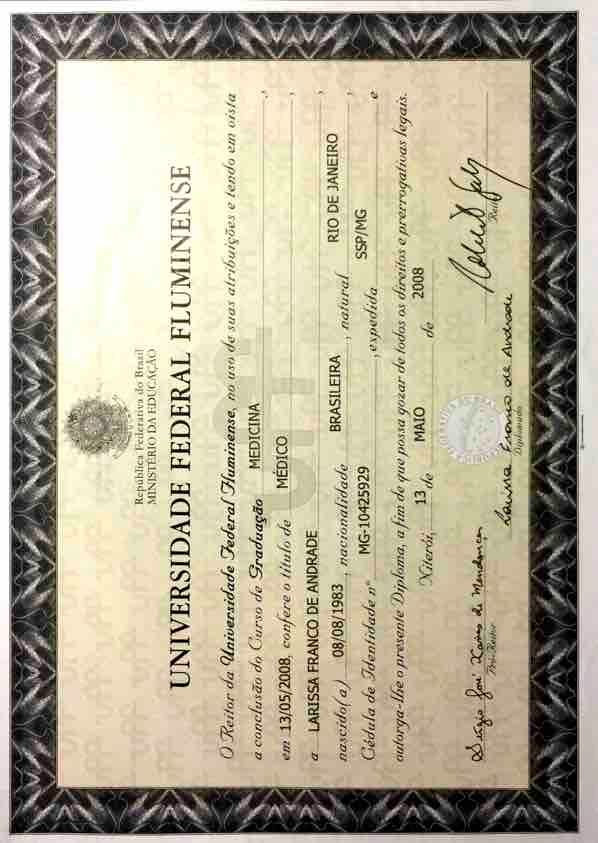 República Federativa do Brasil
MINISTÉRIO DA EDUCAÇÃO
UNIVERSIDADE FEDERAL FLUMINENSE
O Reitor da Universidade Federal Fluminense, no uso de suas atribuições e tendo em vista
a conclusão do Curso de Graduação MEDICINA ,
em 13/05/2008, confere o título de MÉDICO ,
a LARISSA FRANCO DE ANDRADE ,
nascido(a) 08/08/1983 , nacionalidade BRASILEIRA , natural RIO DE JANEIRO ,
Cédula de Identidade nº MG-10425929 , expedida SSP/MG e
outorga-lhe o presente Diploma, a fim de que possa gozar de todos os direitos e prerrogativas legais.
Niterói, 13 de MAIO de 2008
Reitor
Pró-Reitor
Larissa Franco de Andrade
Diplomado